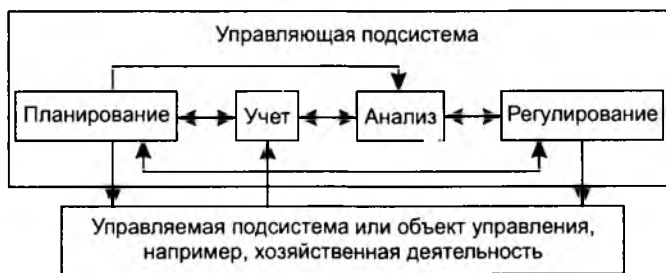 Управляющая подсистема
Планирование
Учет
Анализ
Регулирование
Управляемая подсистема или объект управления,
например, хозяйственная деятельность